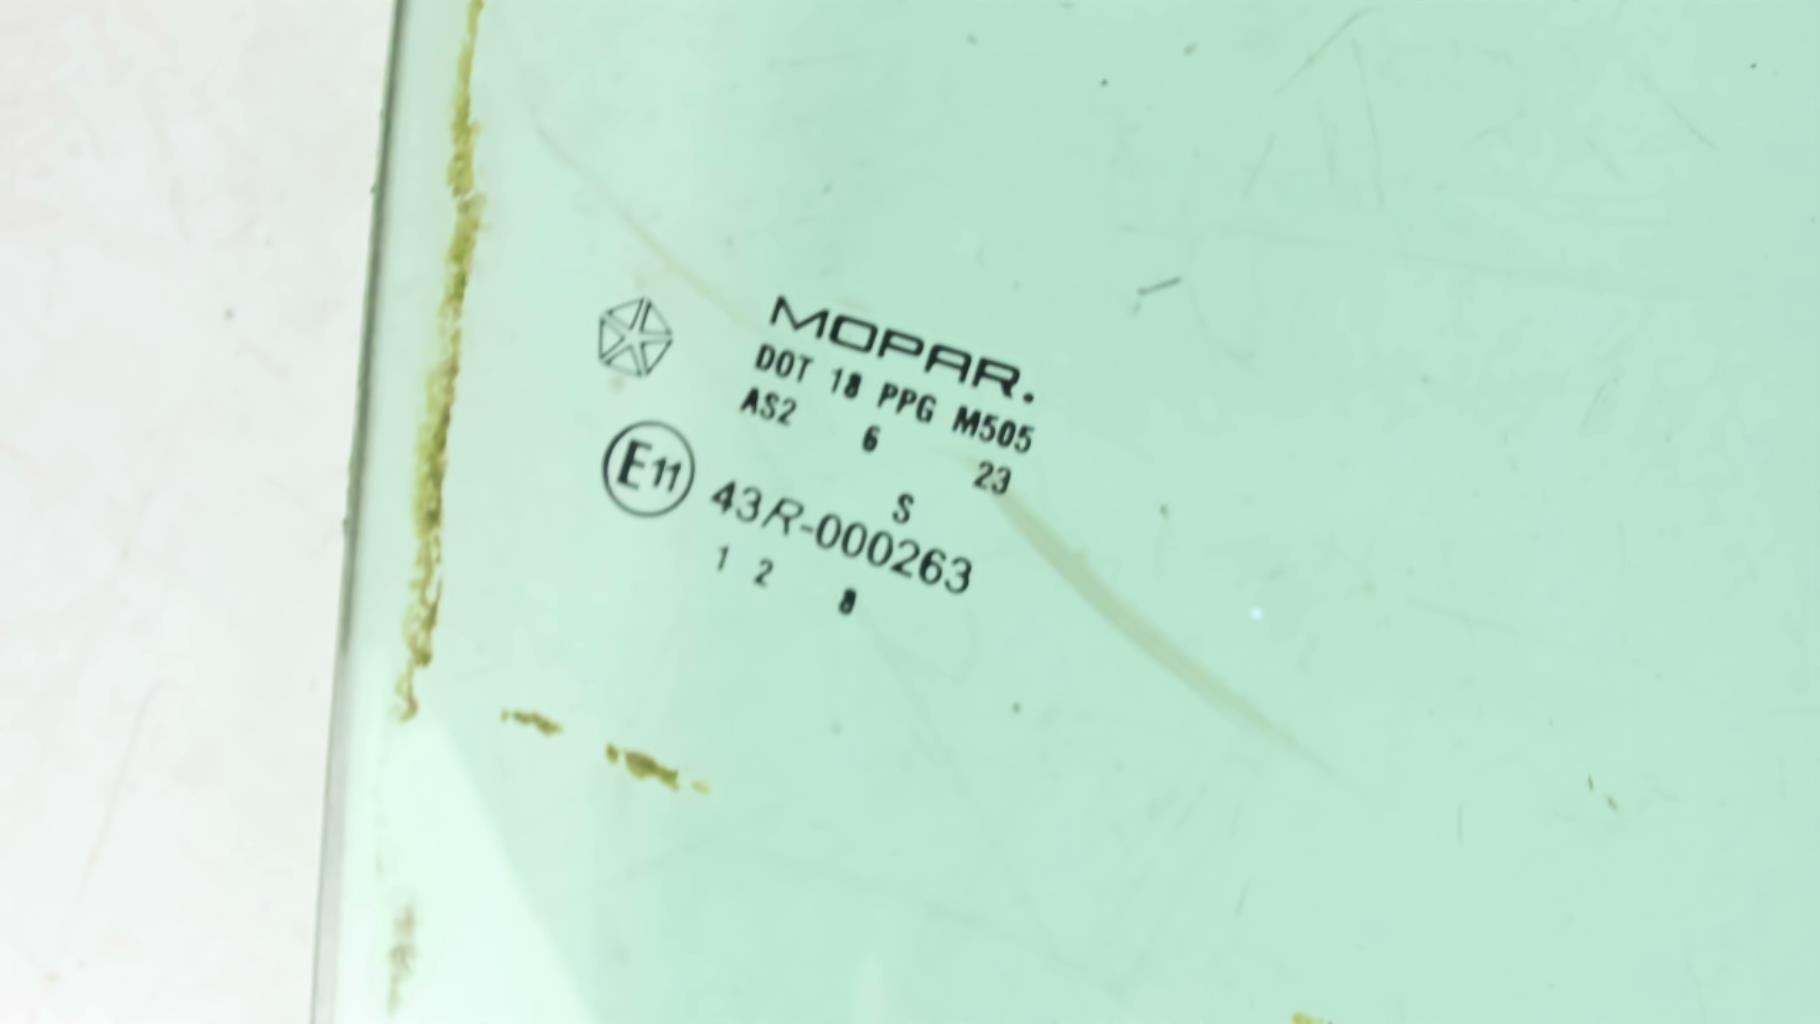 MOPAR.
DOT 18 PPG M505
AS2 6 23
S
E11 43R-000263
1 2 8